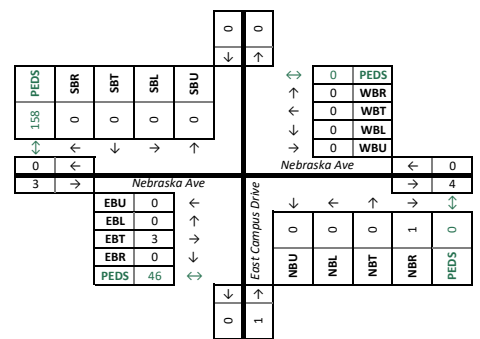 0 0
↓ ↑
PEDS SBR SBT SBL SBU
158 0 0 0 0
↕ ← ↓ → ↑
↔ 0 PEDS
↑ 0 WBR
← 0 WBT
↓ 0 WBL
→ 0 WBU
0 ←
Nebraska Ave
← 0
3 →
Nebraska Ave
→ 4
EBU 0 ←
EBL 0 ↑
EBT 3 →
EBR 0 ↓
PEDS 46 ↔
East Campus Drive
↓ ← ↑ → ↕
0 0 0 1 0
NBU NBL NBT NBR PEDS
↓ ↑
0 1